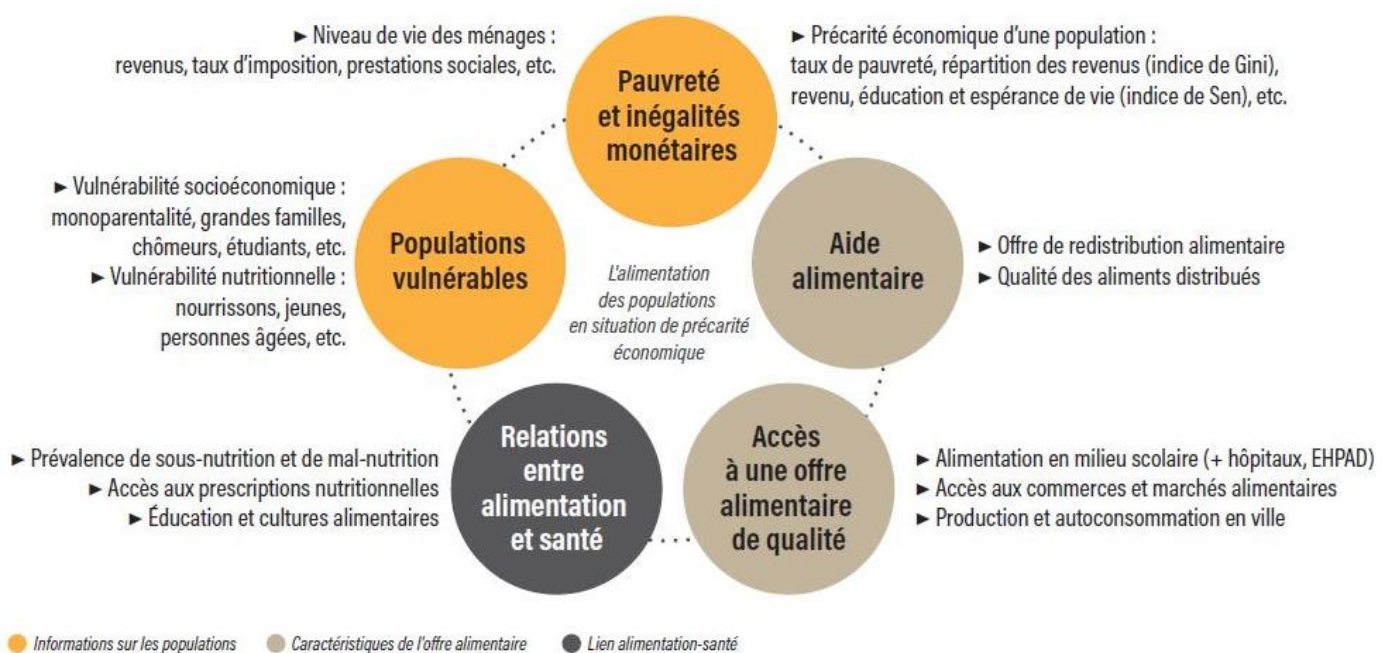 ► Niveau de vie des ménages :
revenus, taux d'imposition, prestations sociales, etc.
Pauvreté
et inégalités
monétaires
► Précarité économique d'une population :
taux de pauvreté, répartition des revenus (indice de Gini),
revenu, éducation et espérance de vie (indice de Sen), etc.
► Vulnérabilité socioéconomique :
monoparentalité, grandes familles,
chômeurs, étudiants, etc.
► Vulnérabilité nutritionnelle :
nourrissons, jeunes,
personnes âgées, etc.
Populations
vulnérables
L'alimentation
des populations
en situation de précarité
économique
Aide
alimentaire
► Offre de redistribution alimentaire
► Qualité des aliments distribués
► Prévalence de sous-nutrition et de mal-nutrition
► Accès aux prescriptions nutritionnelles
► Éducation et cultures alimentaires
Relations
entre
alimentation
et santé
Accès
à une offre
alimentaire
de qualité
► Alimentation en milieu scolaire (+ hôpitaux, EHPAD)
► Accès aux commerces et marchés alimentaires
► Production et autoconsommation en ville
Informations sur les populations
Caractéristiques de l'offre alimentaire
Lien alimentation-santé